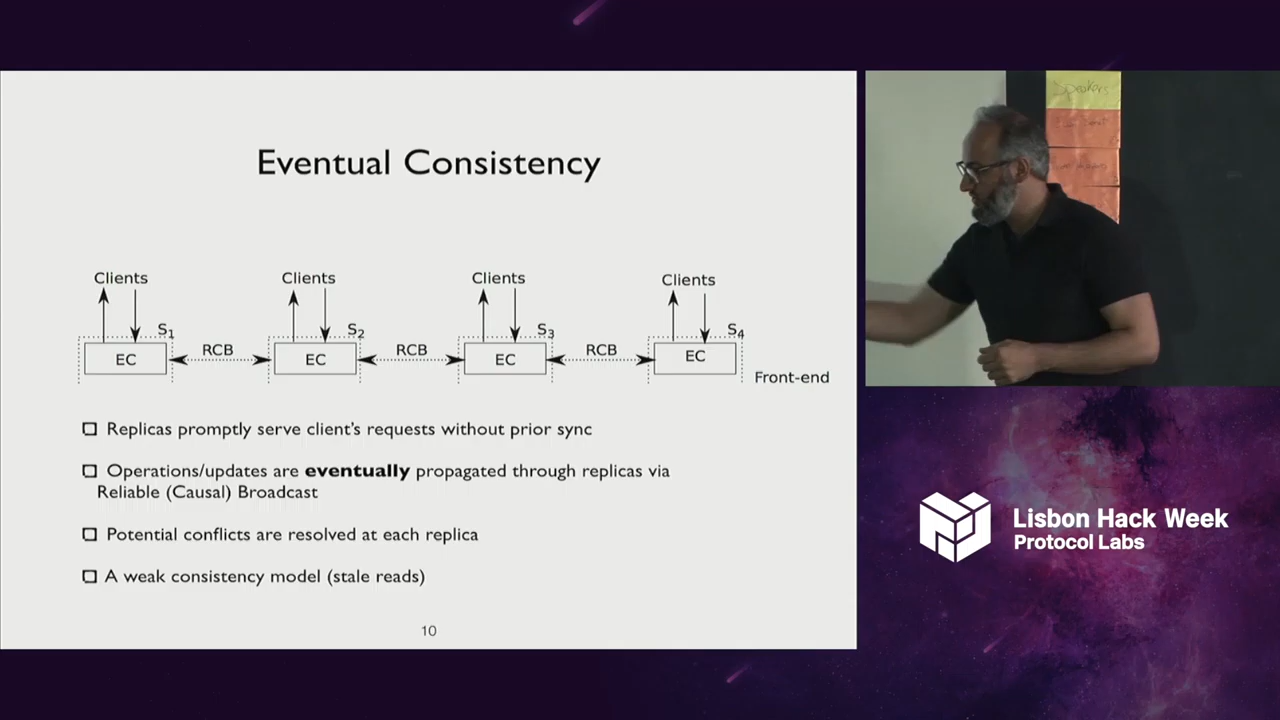 Eventual Consistency
Clients Clients Clients Clients
S1 S2 S3 S4
EC RCB EC RCB EC RCB EC
Front-end
Replicas promptly serve client's requests without prior sync
Operations/updates are eventually propagated through replicas via
Reliable (Causal) Broadcast
Potential conflicts are resolved at each replica
A weak consistency model (stale reads)
10
Speakers
Lisbon Hack Week
Protocol Labs